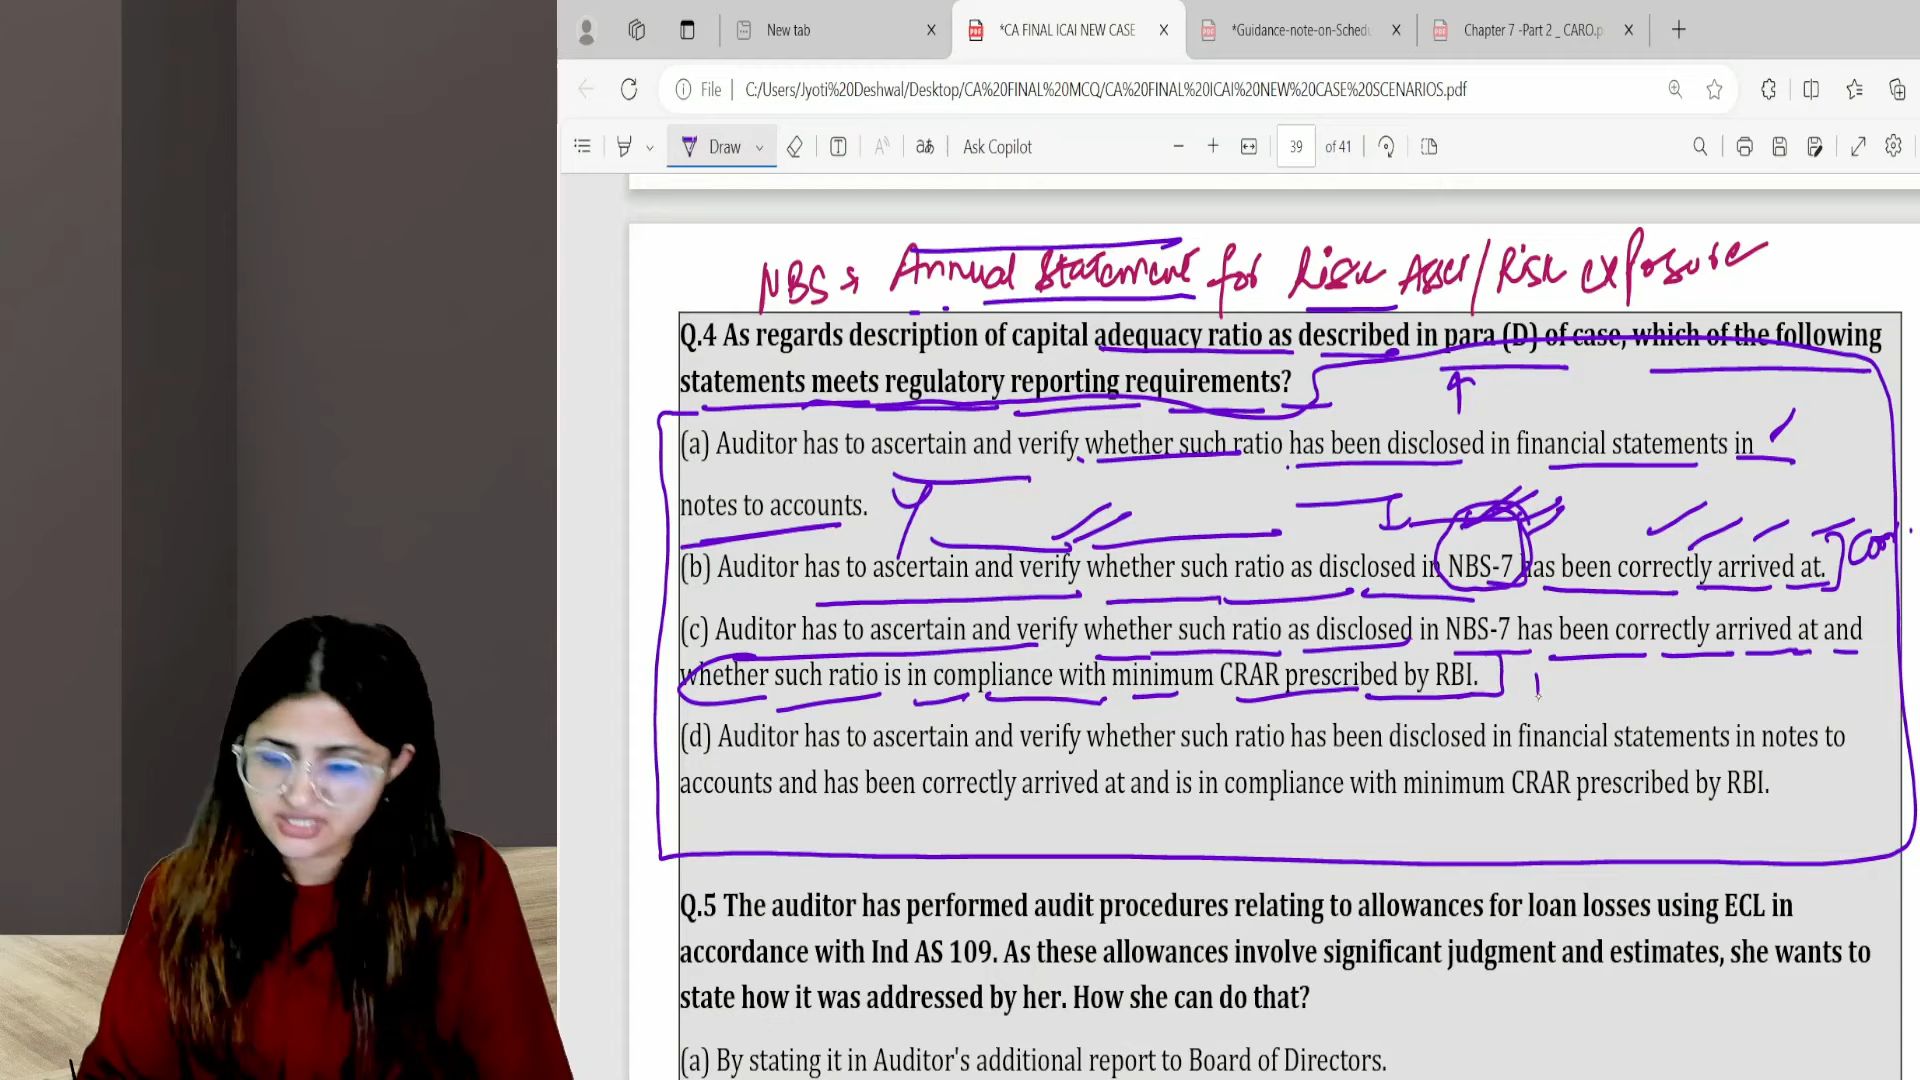 New tab
*CA FINAL ICAI NEW CASE
*Guidance-note-on-Schedu
Chapter 7 -Part 2 _ CARO.p
File
C:/Users/Jyoti%20Deshwal/Desktop/CA%20FINAL%20MCQ/CA%20FINAL%20ICAI%20NEW%20CASE%20SCENARIOS.pdf
Draw
Ask Copilot
39 of 41
NBS → Annual Statement for Risk Asset/Risk exposure
Q.4 As regards description of capital adequacy ratio as described in para (D) of case, which of the following
statements meets regulatory reporting requirements?
(a) Auditor has to ascertain and verify whether such ratio has been disclosed in financial statements in
notes to accounts.
(b) Auditor has to ascertain and verify whether such ratio as disclosed in NBS-7 has been correctly arrived at.
(c) Auditor has to ascertain and verify whether such ratio as disclosed in NBS-7 has been correctly arrived at and
whether such ratio is in compliance with minimum CRAR prescribed by RBI.
(d) Auditor has to ascertain and verify whether such ratio has been disclosed in financial statements in notes to
accounts and has been correctly arrived at and is in compliance with minimum CRAR prescribed by RBI.
Q.5 The auditor has performed audit procedures relating to allowances for loan losses using ECL in
accordance with Ind AS 109. As these allowances involve significant judgment and estimates, she wants to
state how it was addressed by her. How she can do that?
(a) By stating it in Auditor's additional report to Board of Directors.